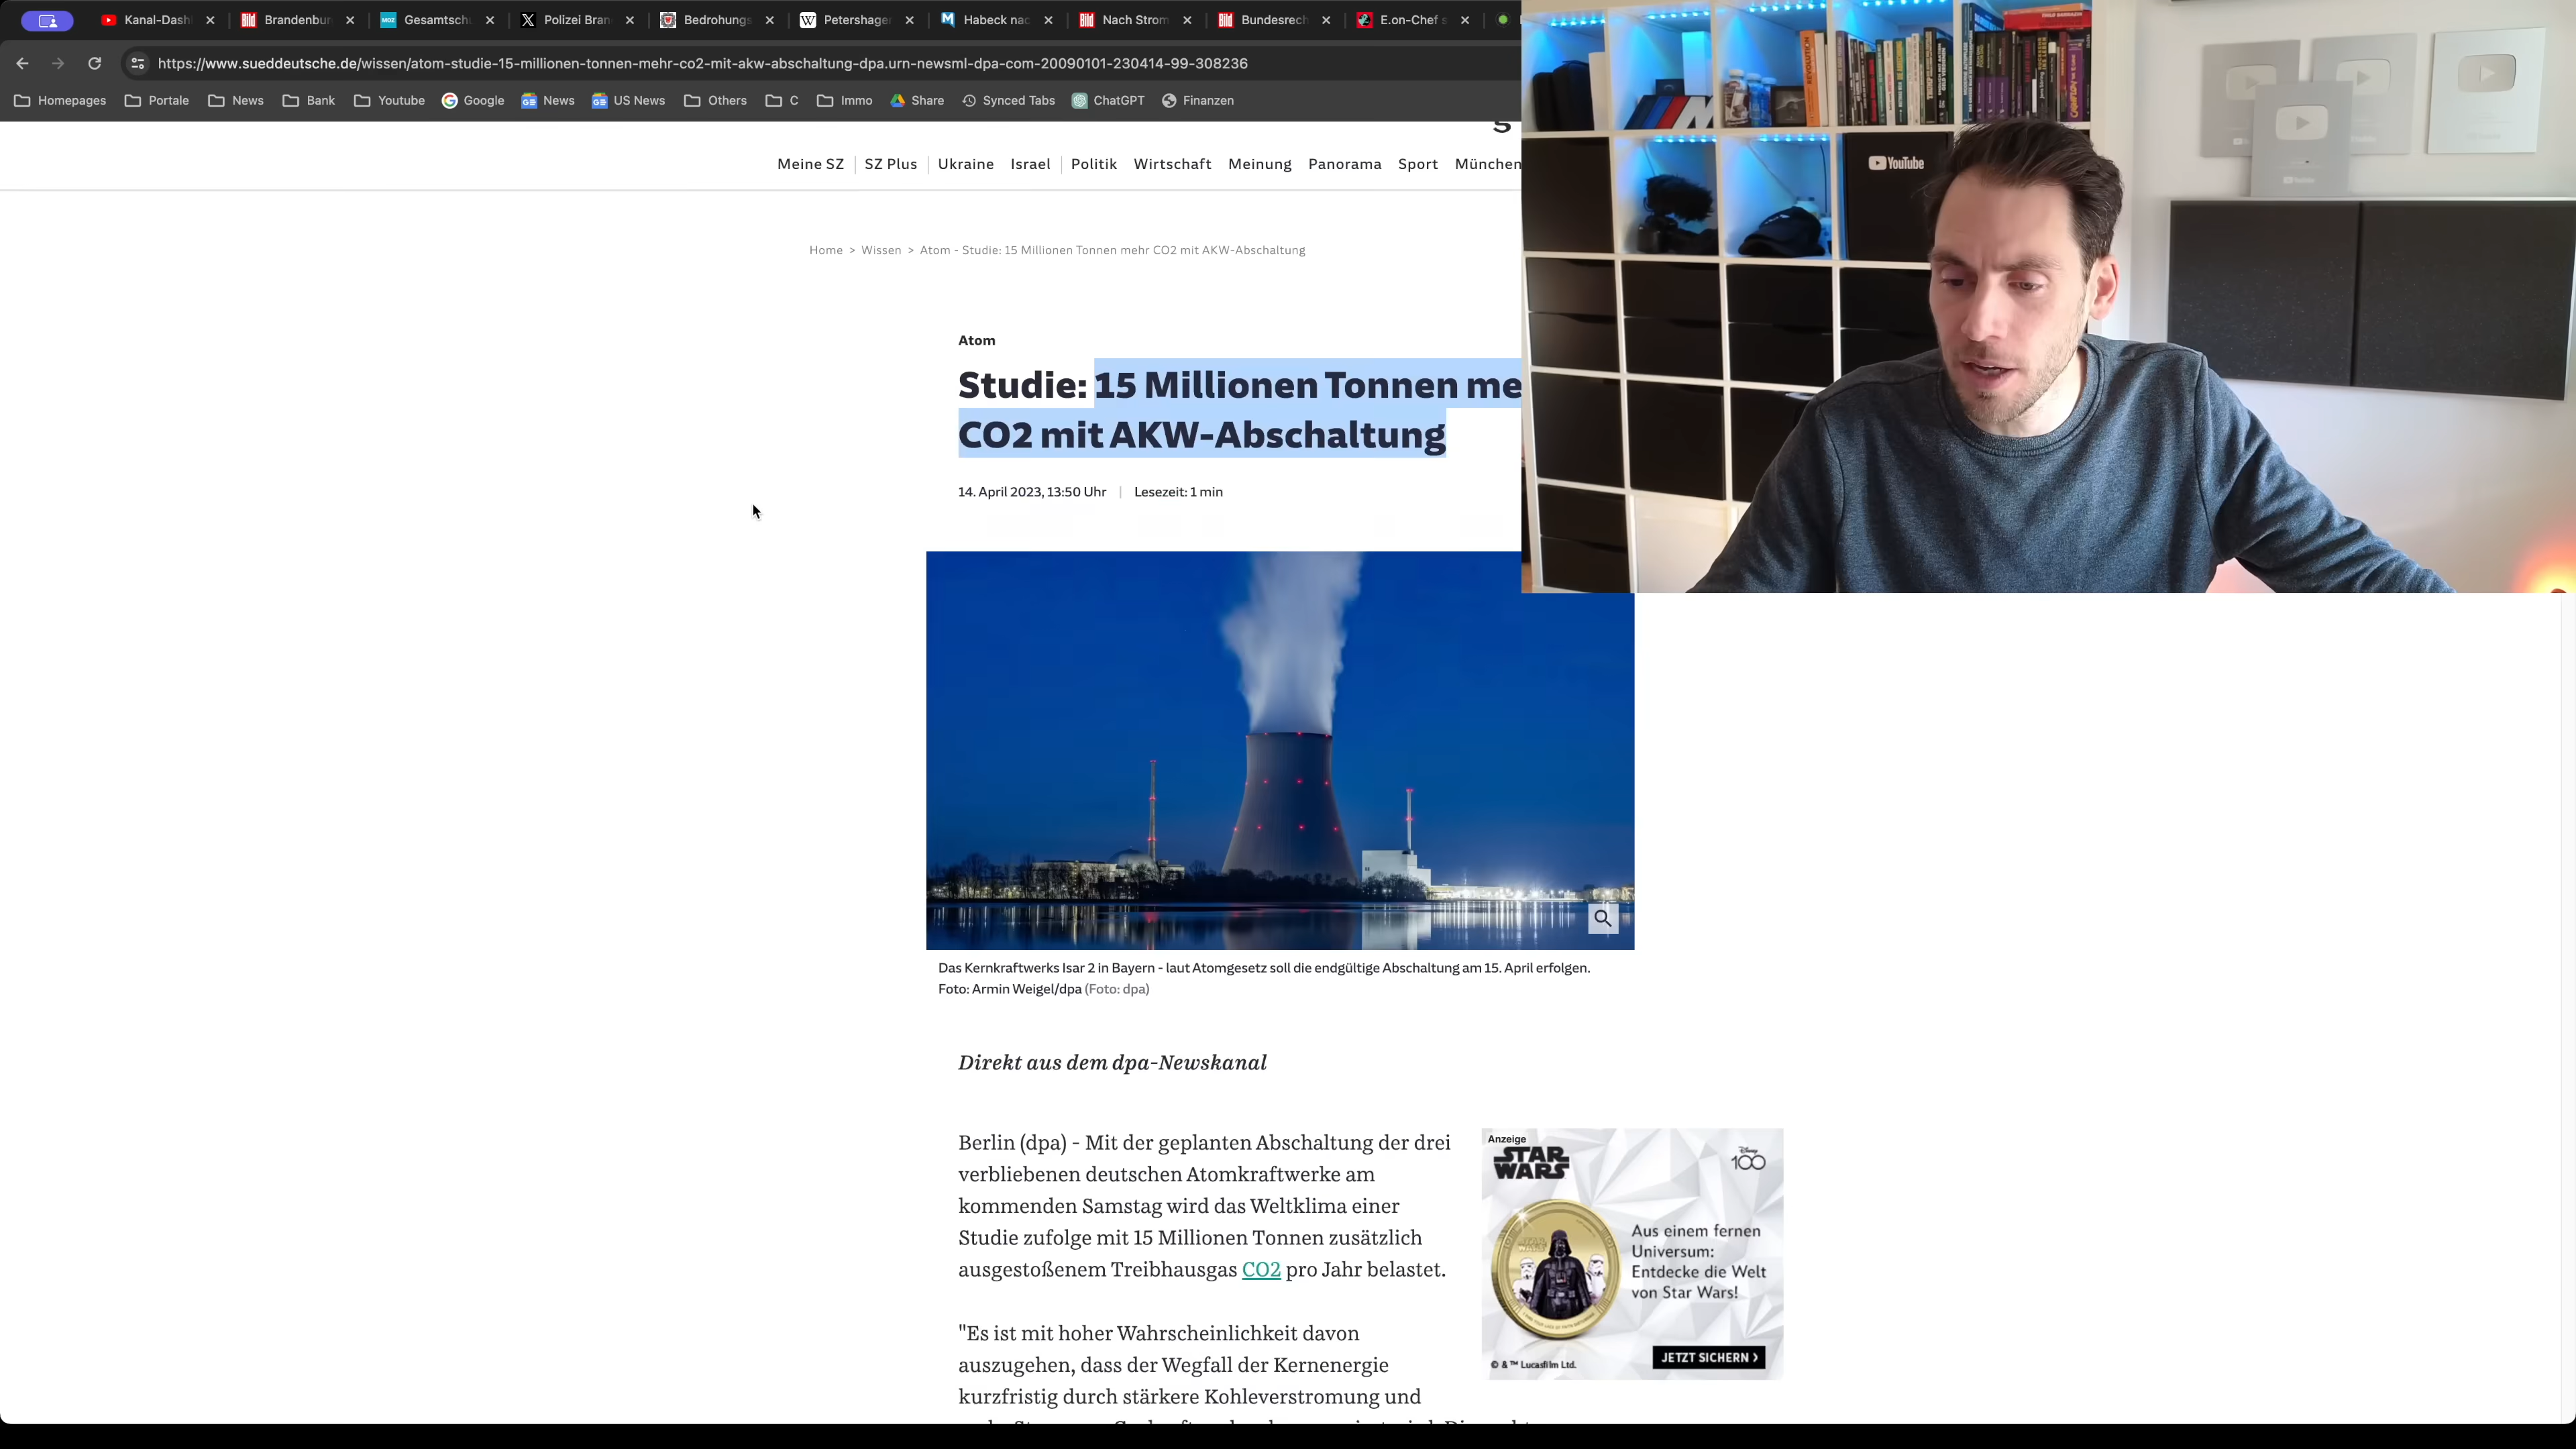 Kanal-Dash
Brandenbur
MOZ
Gesamtsch
Polizei Bran
Bedrohungs
Petershage
Habeck nac
Bild
Nach Strom
Bild
Bundesrech
E.on-Chef s
https://www.sueddeutsche.de/wissen/atom-studie-15-millionen-tonnen-mehr-co2-mit-akw-abschaltung-dpa.urn-newsml-dpa-com-20090101-230414-99-308236
Homepages Portale News Bank Youtube Google News US News Others C Immo Share Synced Tabs ChatGPT Finanzen
YouTube
Meine SZ SZ Plus Ukraine Israel Politik Wirtschaft Meinung Panorama Sport München
Home > Wissen > Atom - Studie: 15 Millionen Tonnen mehr CO2 mit AKW-Abschaltung
Atom
Studie: 15 Millionen Tonnen me
CO2 mit AKW-Abschaltung
14. April 2023, 13:50 Uhr | Lesezeit: 1 min
Das Kernkraftwerks Isar 2 in Bayern - laut Atomgesetz soll die endgültige Abschaltung am 15. April erfolgen.
Foto: Armin Weigel/dpa (Foto: dpa)
Direkt aus dem dpa-Newskanal
Berlin (dpa) - Mit der geplanten Abschaltung der drei
verbliebenen deutschen Atomkraftwerke am
kommenden Samstag wird das Weltklima einer
Studie zufolge mit 15 Millionen Tonnen zusätzlich
ausgestoßenem Treibhausgas CO2 pro Jahr belastet.
"Es ist mit hoher Wahrscheinlichkeit davon
auszugehen, dass der Wegfall der Kernenergie
kurzfristig durch stärkere Kohleverstromung und
Anzeige
STAR
WARS
Disney
100
Aus einem fernen
Universum:
Entdecke die Welt
von Star Wars!
© & ™ Lucasfilm Ltd.
JETZT SICHERN >